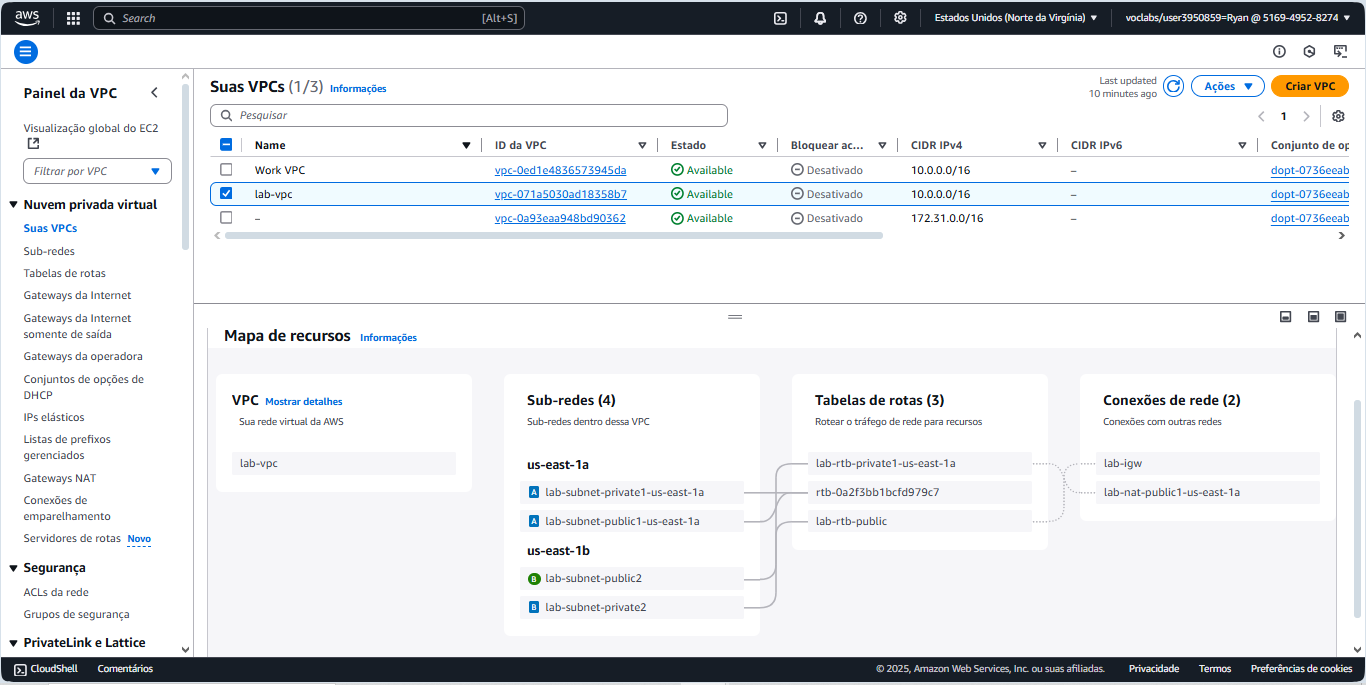 aws
Search [Alt+S]
Estados Unidos (Norte da Virgínia)
voclabs/user3950859=Ryan @ 5169-4952-8274
Painel da VPC
Visualização global do EC2
Filtrar por VPC
Nuvem privada virtual
Suas VPCs
Sub-redes
Tabelas de rotas
Gateways da Internet
Gateways da Internet
somente de saída
Gateways da operadora
Conjuntos de opções de
DHCP
IPs elásticos
Listas de prefixos
gerenciados
Gateways NAT
Conexões de
emparelhamento
Servidores de rotas Novo
Segurança
ACLs da rede
Grupos de segurança
PrivateLink e Lattice
Suas VPCs (1/3) Informações
Last updated
10 minutes ago
Ações
Criar VPC
Pesquisar
1
Name ID da VPC Estado Bloquear ac... CIDR IPv4 CIDR IPv6 Conjunto de op
Work VPC vpc-0ed1e4836573945da Available Desativado 10.0.0.0/16 – dopt-0736eeab
lab-vpc vpc-071a5030ad18358b7 Available Desativado 10.0.0.0/16 – dopt-0736eeab
– vpc-0a93eaa948bd90362 Available Desativado 172.31.0.0/16 – dopt-0736eeab
Mapa de recursos Informações
VPC Mostrar detalhes
Sua rede virtual da AWS
lab-vpc
Sub-redes (4)
Sub-redes dentro dessa VPC
us-east-1a
A lab-subnet-private1-us-east-1a
A lab-subnet-public1-us-east-1a
us-east-1b
B lab-subnet-public2
B lab-subnet-private2
Tabelas de rotas (3)
Rotear o tráfego de rede para recursos
lab-rtb-private1-us-east-1a
rtb-0a2f3bb1bcfd979c7
lab-rtb-public
Conexões de rede (2)
Conexões com outras redes
lab-igw
lab-nat-public1-us-east-1a
CloudShell Comentários
© 2025, Amazon Web Services, Inc. ou suas afiliadas. Privacidade Termos Preferências de cookies